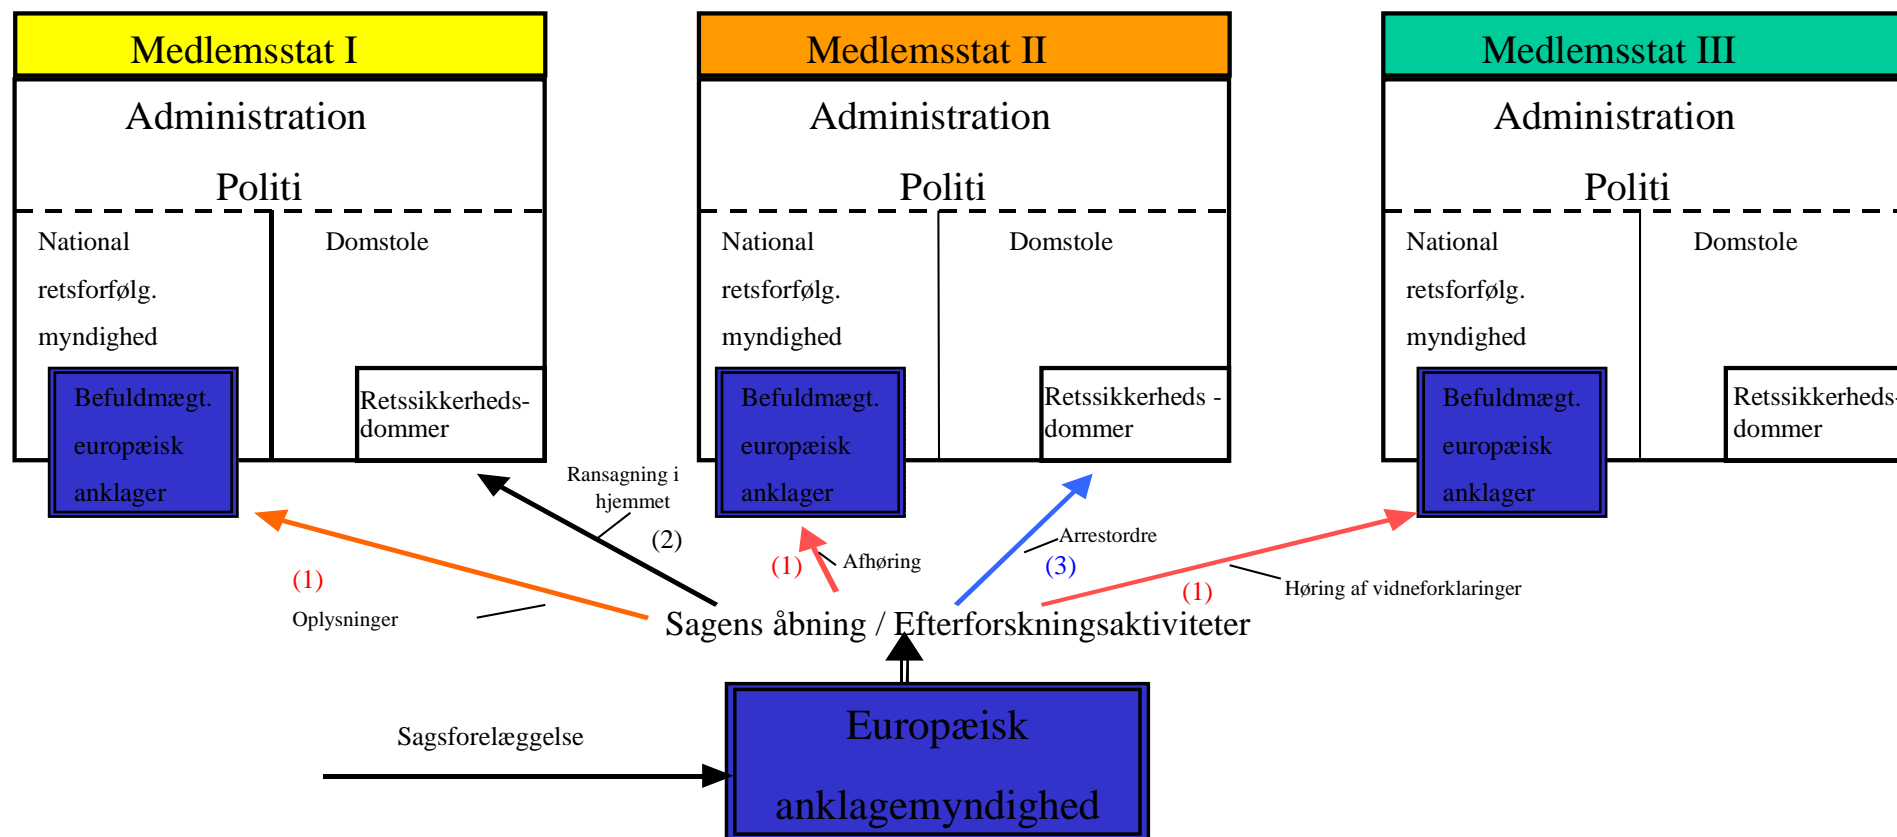 Medlemsstat I
Administration
Politi
National
retsforfølg.
myndighed
Domstole
Befuldmægt.
europæisk
anklager
Retssikkerheds-
dommer
Medlemsstat II
Administration
Politi
National
retsforfølg.
myndighed
Domstole
Befuldmægt.
europæisk
anklager
Retssikkerheds -
dommer
Medlemsstat III
Administration
Politi
National
retsforfølg.
myndighed
Domstole
Befuldmægt.
europæisk
anklager
Retssikkerheds-
dommer
Ransagning i
hjemmet
(2)
(1)
Oplysninger
(1)
Afhøring
Arrestordre
(3)
(1)
Høring af vidneforklaringer
Sagens åbning / Efterforskningsaktiviteter
Sagsforelæggelse
Europæisk
anklagemyndighed